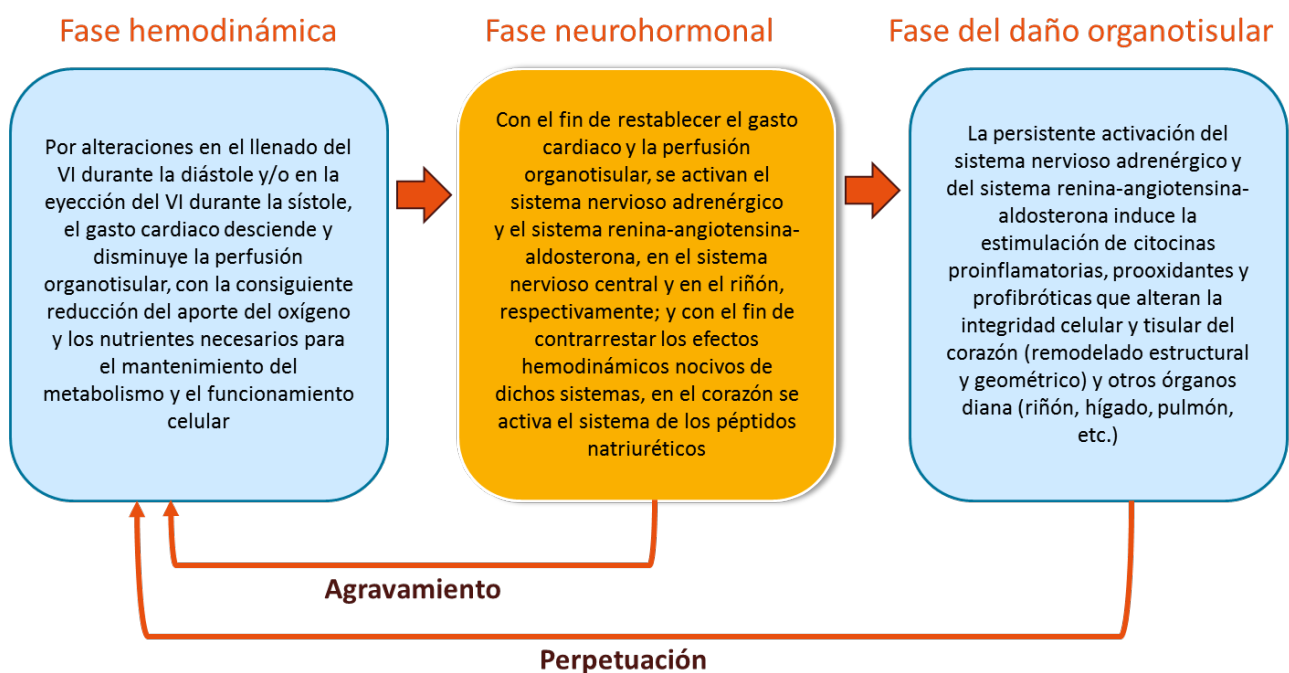 Fase hemodinámica
Por alteraciones en el llenado del
VI durante la diástole y/o en la
eyección del VI durante la sístole,
el gasto cardiaco desciende y
disminuye la perfusión
organotisular, con la consiguiente
reducción del aporte del oxígeno
y los nutrientes necesarios para
el mantenimiento del
metabolismo y el funcionamiento
celular
Fase neurohormonal
Con el fin de restablecer el gasto
cardiaco y la perfusión
organotisular, se activan el
sistema nervioso adrenérgico
y el sistema renina-angiotensina-
aldosterona, en el sistema
nervioso central y en el riñón,
respectivamente; y con el fin de
contrarrestar los efectos
hemodinámicos nocivos de
dichos sistemas, en el corazón se
activa el sistema de los péptidos
natriuréticos
Fase del daño organotisular
La persistente activación del
sistema nervioso adrenérgico y
del sistema renina-angiotensina-
aldosterona induce la
estimulación de citocinas
proinflamatorias, prooxidantes y
profibróticas que alteran la
integridad celular y tisular del
corazón (remodelado estructural
y geométrico) y otros órganos
diana (riñón, hígado, pulmón,
etc.)
Agravamiento
Perpetuación